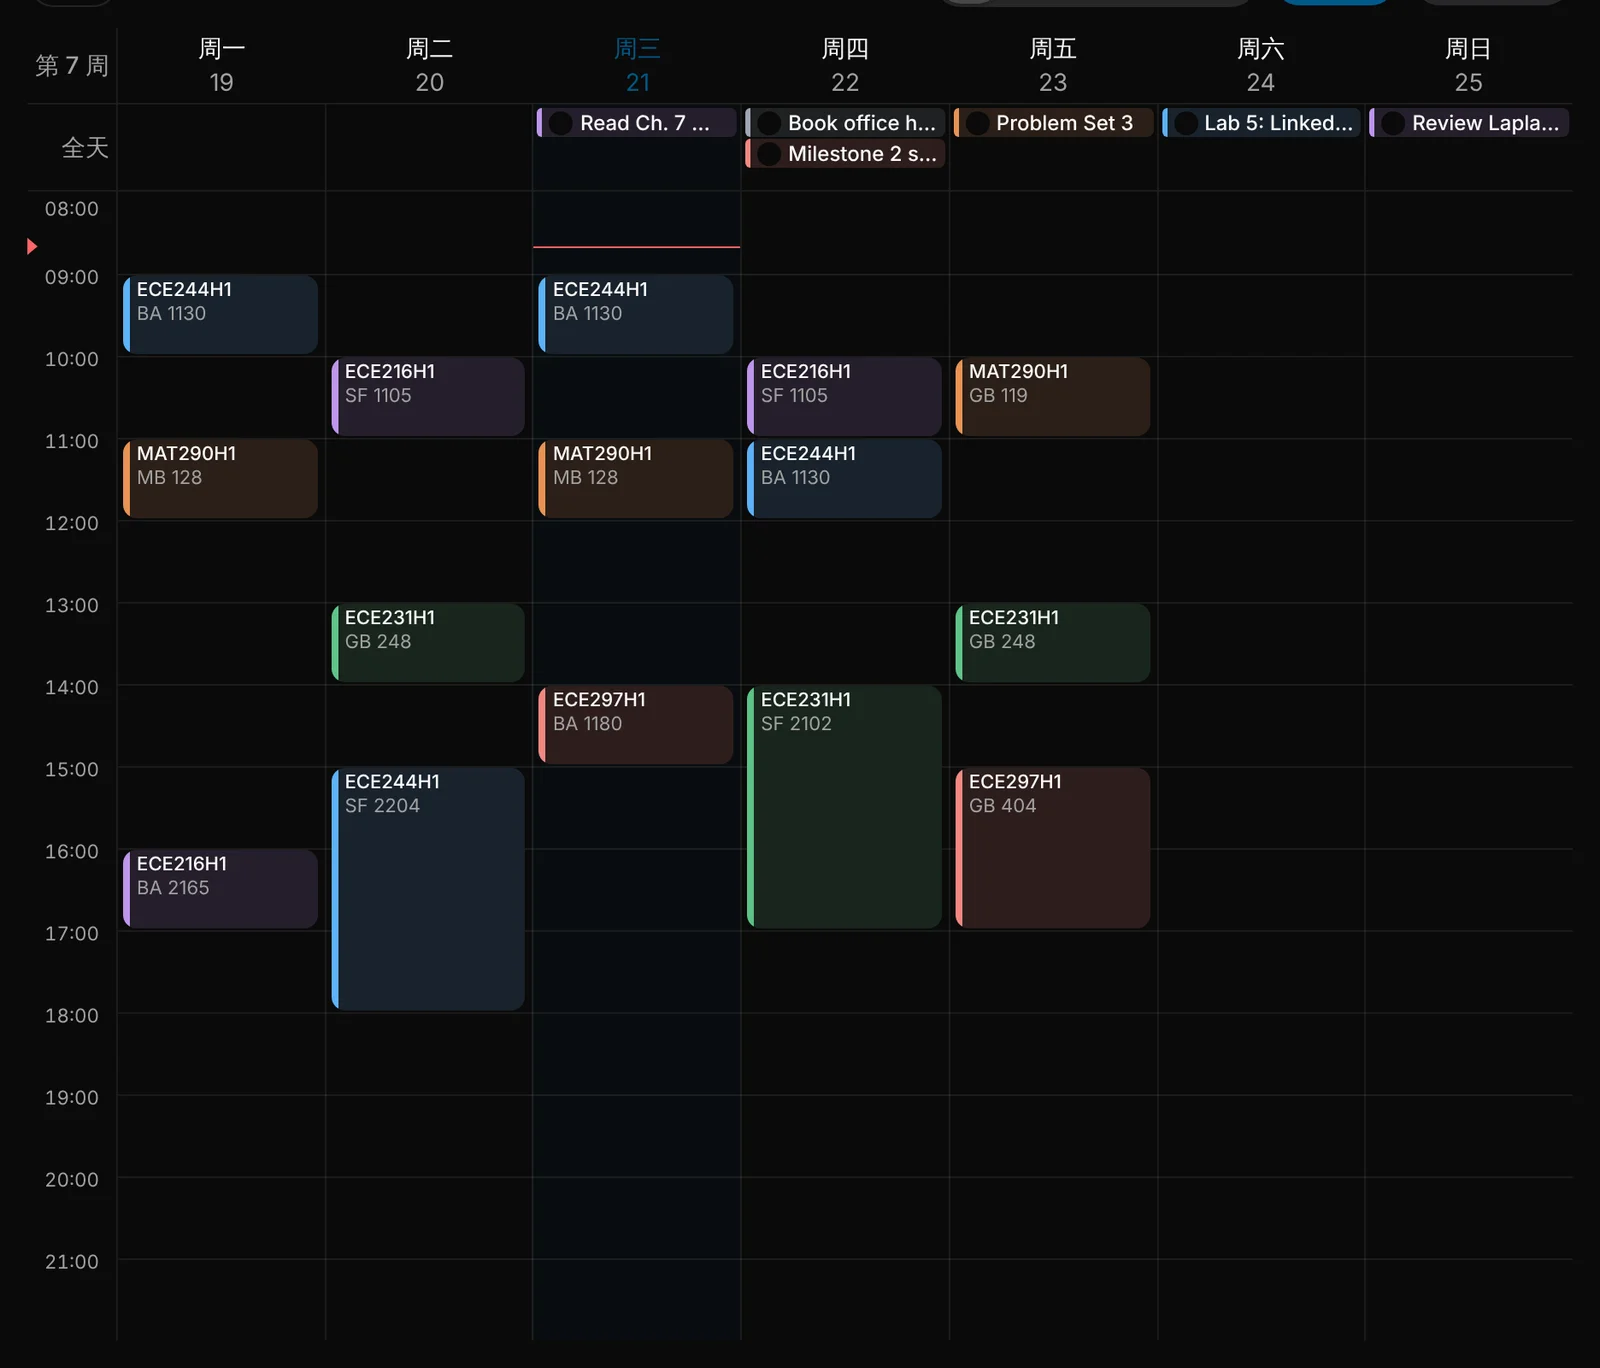 第 7 周
周一
19
周二
20
周三
21
周四
22
周五
23
周六
24
周日
25
全天
Read Ch. 7 ...
Book office h...
Milestone 2 s...
Problem Set 3
Lab 5: Linked...
Review Lapla...
08:00
09:00
ECE244H1
BA 1130
ECE244H1
BA 1130
10:00
ECE216H1
SF 1105
ECE216H1
SF 1105
MAT290H1
GB 119
11:00
MAT290H1
MB 128
MAT290H1
MB 128
ECE244H1
BA 1130
12:00
13:00
ECE231H1
GB 248
ECE231H1
GB 248
14:00
ECE297H1
BA 1180
ECE231H1
SF 2102
15:00
ECE244H1
SF 2204
ECE297H1
GB 404
16:00
ECE216H1
BA 2165
17:00
18:00
19:00
20:00
21:00